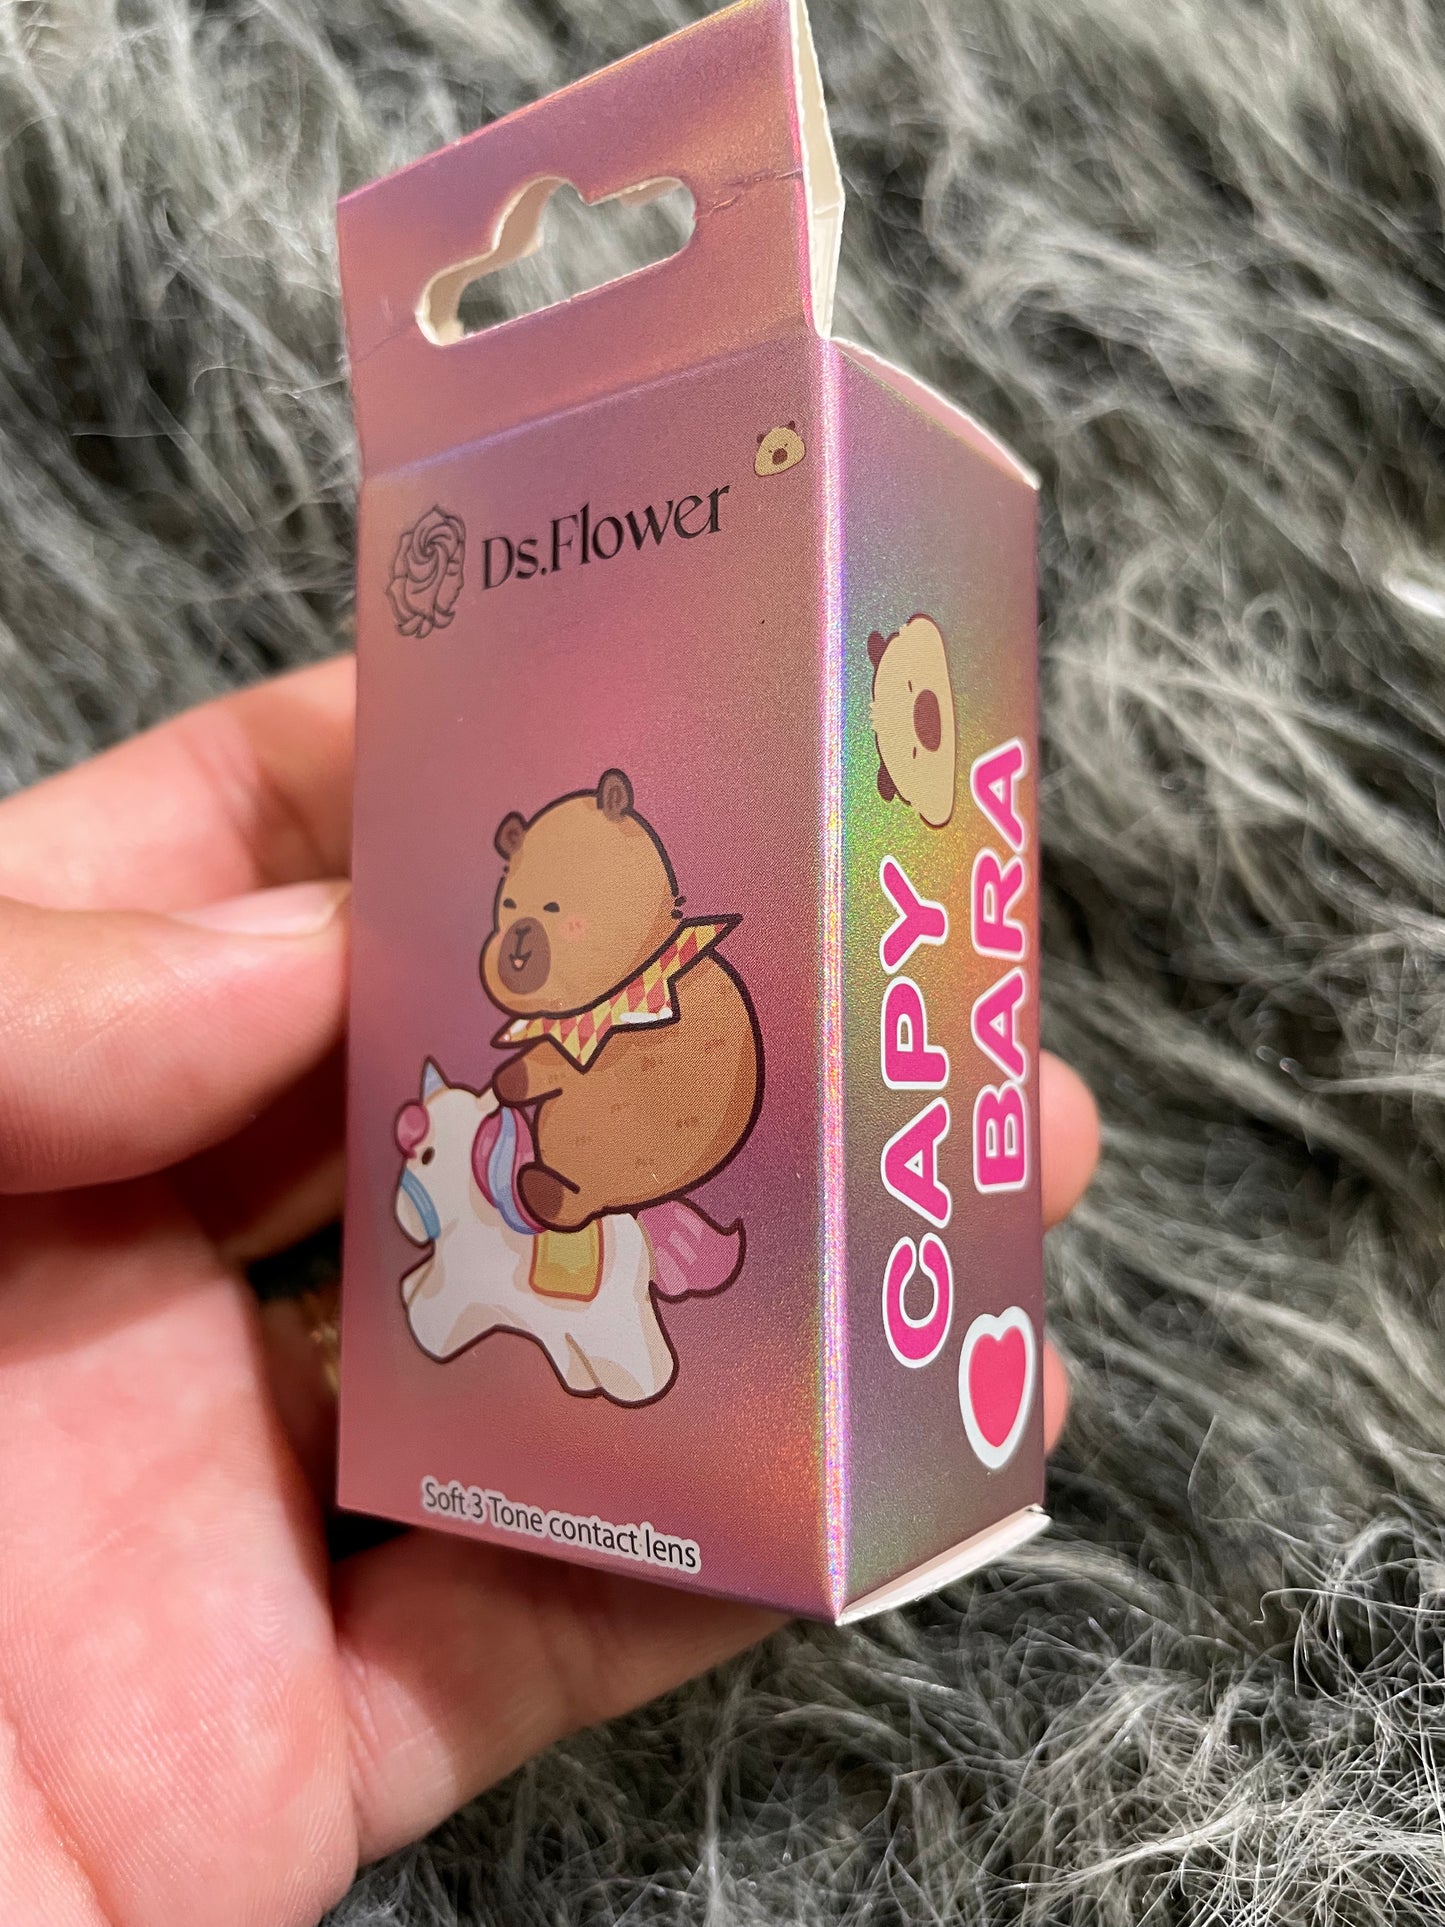 Ds.Flower
Soft 3 Tone contact lens
CAPY
BARA